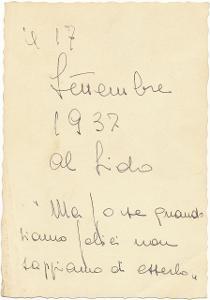 il 17
Settembre
1937
al Lido
"Ma forse quando
siamo felici non
sappiamo di esserlo„